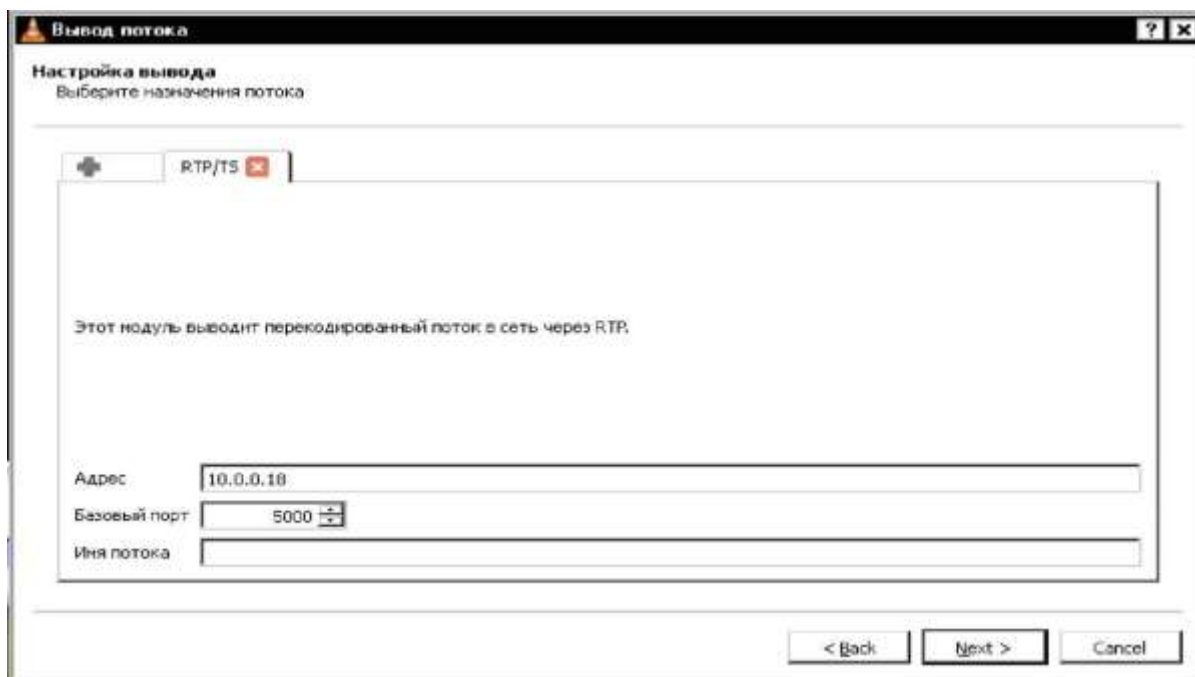 Вывод потока
Настройка вывода
Выберите назначения потока
RTP/TS
Этот модуль выводит перекодированный поток в сеть через RTP.
Адрес 10.0.0.18
Базовый порт 5000
Имя потока
< Back Next > Cancel